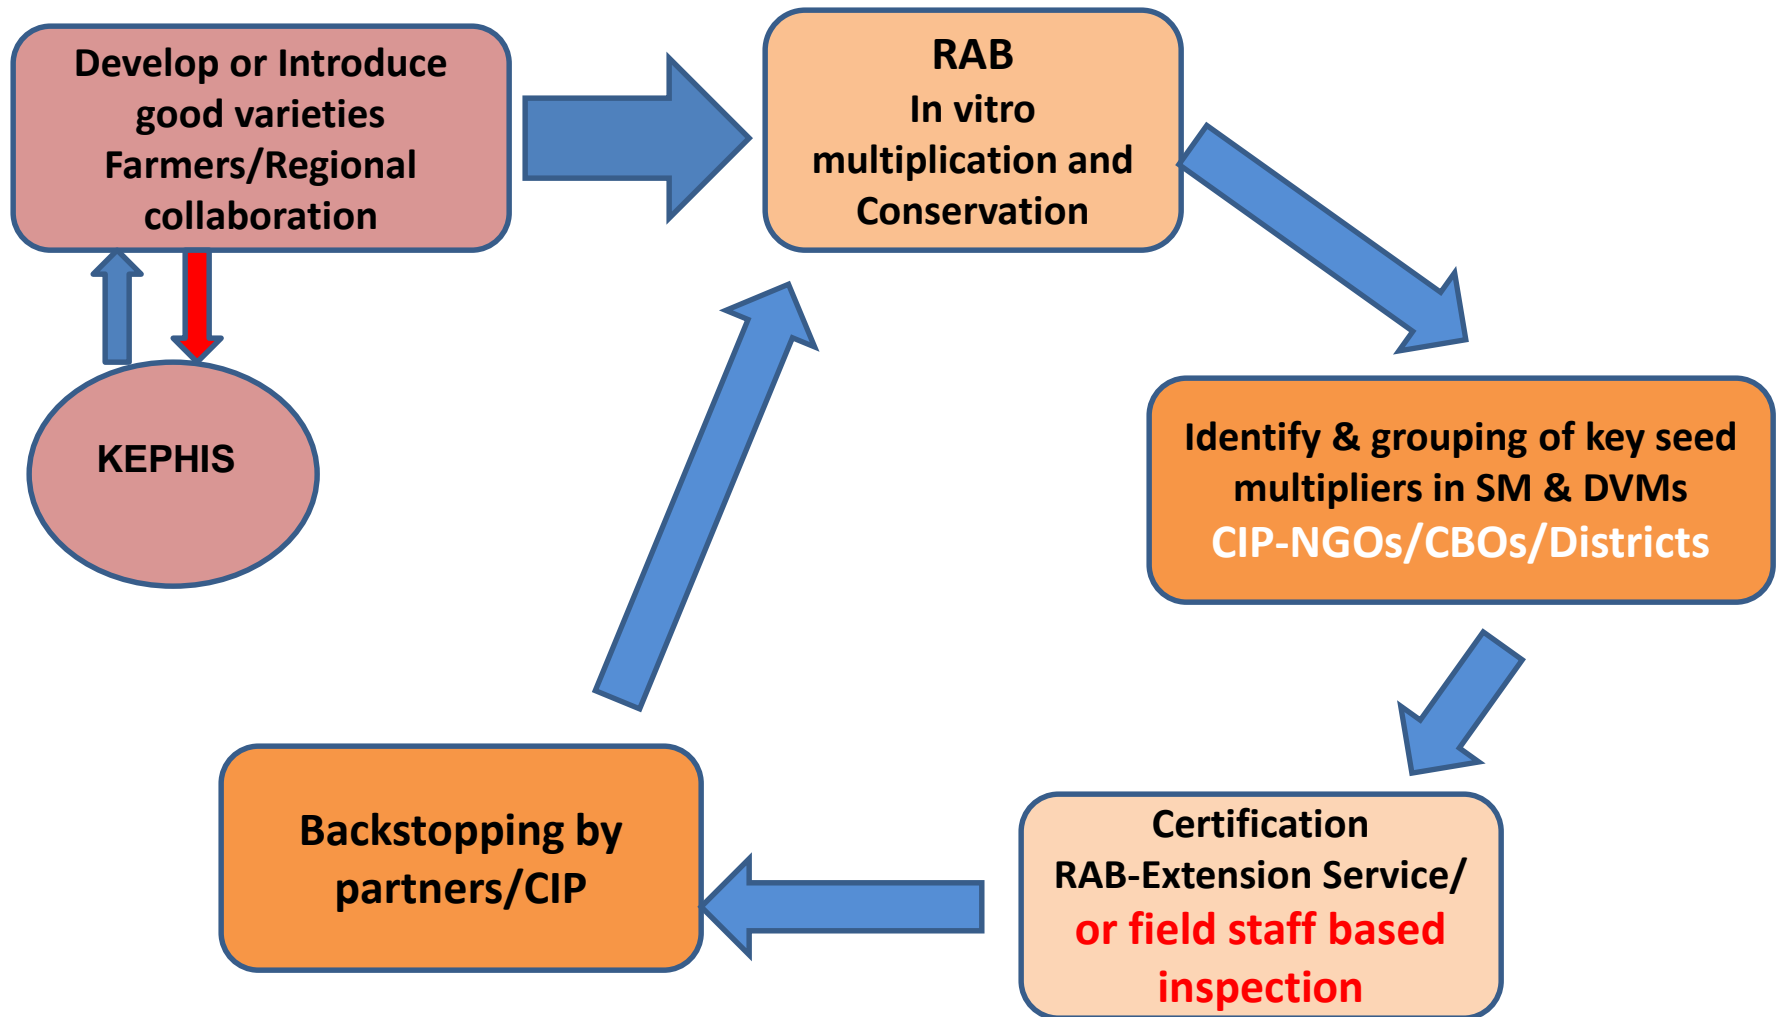 Develop or Introduce
good varieties
Farmers/Regional
collaboration
RAB
In vitro
multiplication and
Conservation
KEPHIS
Identify & grouping of key seed
multipliers in SM & DVMs
CIP-NGOs/CBOs/Districts
Backstopping by
partners/CIP
Certification
RAB-Extension Service/
or field staff based
inspection